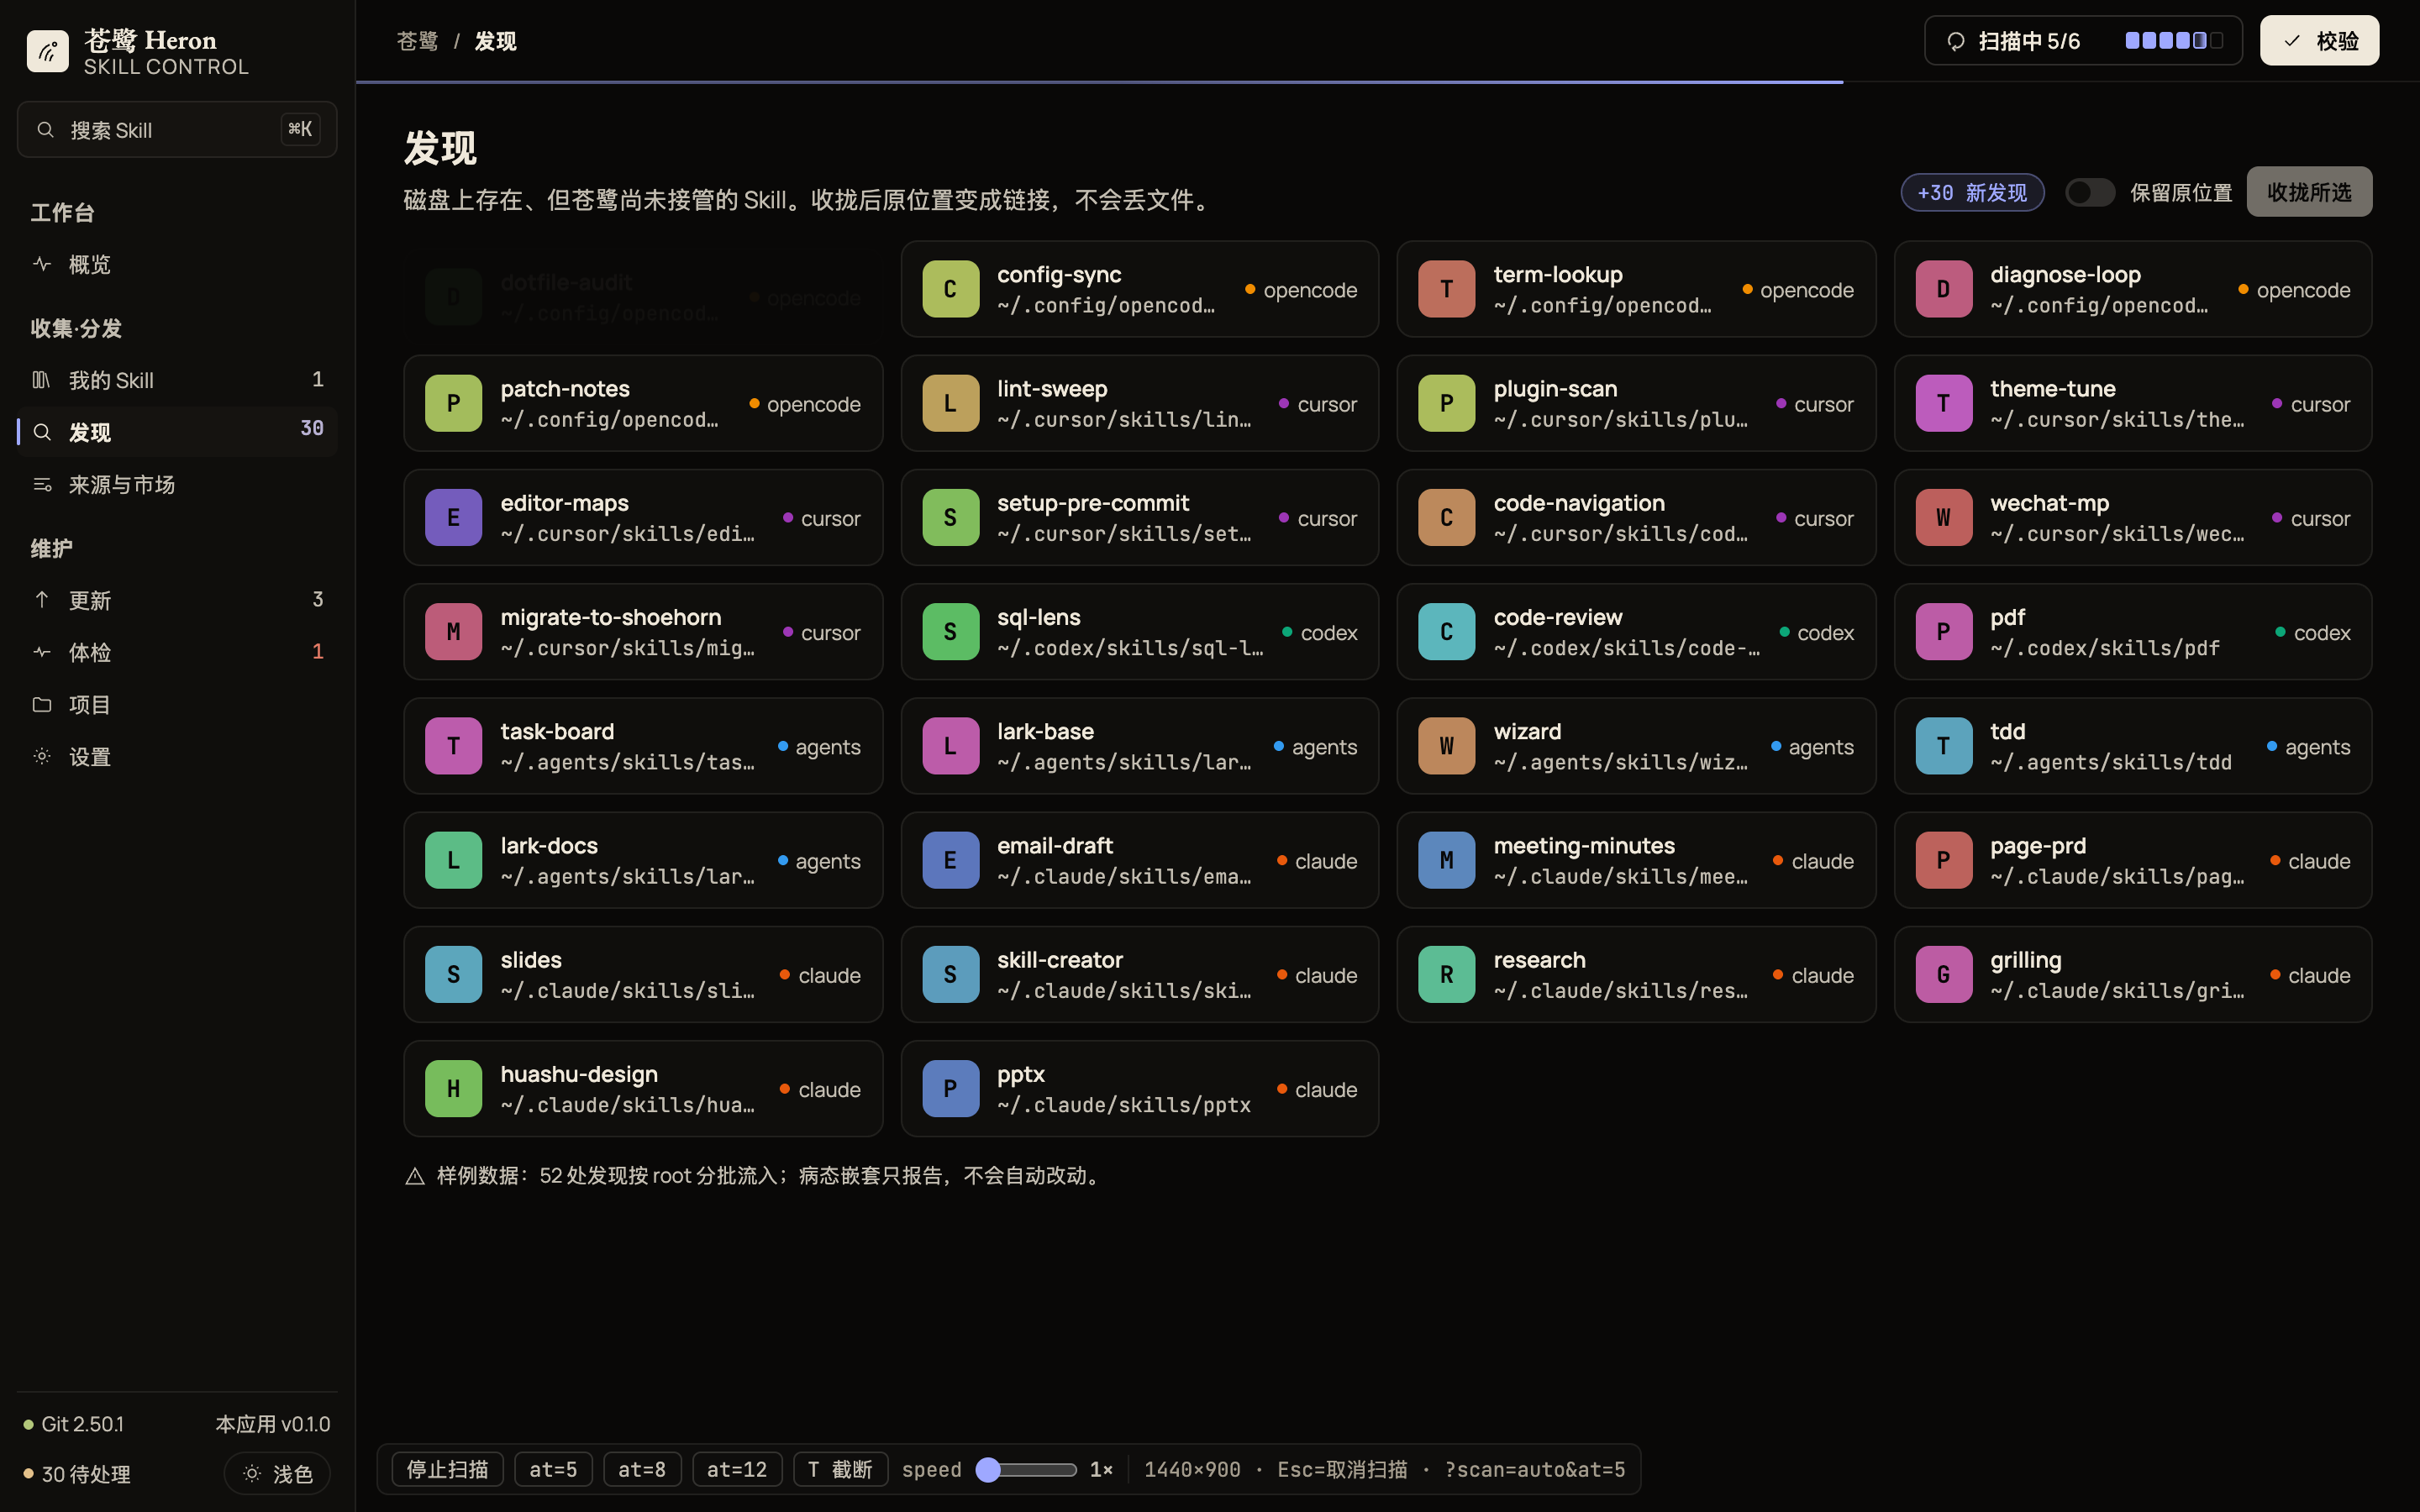 苍鹭 Heron
SKILL CONTROL
搜索 Skill
⌘K
工作台
概览
收集·分发
我的 Skill 1
发现 30
来源与市场
维护
更新 3
体检 1
项目
设置
Git 2.50.1 本应用 v0.1.0
30 待处理 浅色
苍鹭 / 发现
扫描中 5/6
校验
发现
磁盘上存在、但苍鹭尚未接管的 Skill。收拢后原位置变成链接，不会丢文件。
+30 新发现
保留原位置
收拢所选
D
dotfile-audit
~/.config/opencod…
opencode
C
config-sync
~/.config/opencod…
opencode
T
term-lookup
~/.config/opencod…
opencode
D
diagnose-loop
~/.config/opencod…
opencode
P
patch-notes
~/.config/opencod…
opencode
L
lint-sweep
~/.cursor/skills/lin…
cursor
P
plugin-scan
~/.cursor/skills/plu…
cursor
T
theme-tune
~/.cursor/skills/the…
cursor
E
editor-maps
~/.cursor/skills/edi…
cursor
S
setup-pre-commit
~/.cursor/skills/set…
cursor
C
code-navigation
~/.cursor/skills/cod…
cursor
W
wechat-mp
~/.cursor/skills/wec…
cursor
M
migrate-to-shoehorn
~/.cursor/skills/mig…
cursor
S
sql-lens
~/.codex/skills/sql-l…
codex
C
code-review
~/.codex/skills/code-…
codex
P
pdf
~/.codex/skills/pdf
codex
T
task-board
~/.agents/skills/tas…
agents
L
lark-base
~/.agents/skills/lar…
agents
W
wizard
~/.agents/skills/wiz…
agents
T
tdd
~/.agents/skills/tdd
agents
L
lark-docs
~/.agents/skills/lar…
agents
E
email-draft
~/.claude/skills/ema…
claude
M
meeting-minutes
~/.claude/skills/mee…
claude
P
page-prd
~/.claude/skills/pag…
claude
S
slides
~/.claude/skills/sli…
claude
S
skill-creator
~/.claude/skills/ski…
claude
R
research
~/.claude/skills/res…
claude
G
grilling
~/.claude/skills/gri…
claude
H
huashu-design
~/.claude/skills/hua…
claude
P
pptx
~/.claude/skills/pptx
claude
样例数据：52 处发现按 root 分批流入；病态嵌套只报告，不会自动改动。
停止扫描 at=5 at=8 at=12 T 截断 speed 1× 1440×900 · Esc=取消扫描 · ?scan=auto&at=5